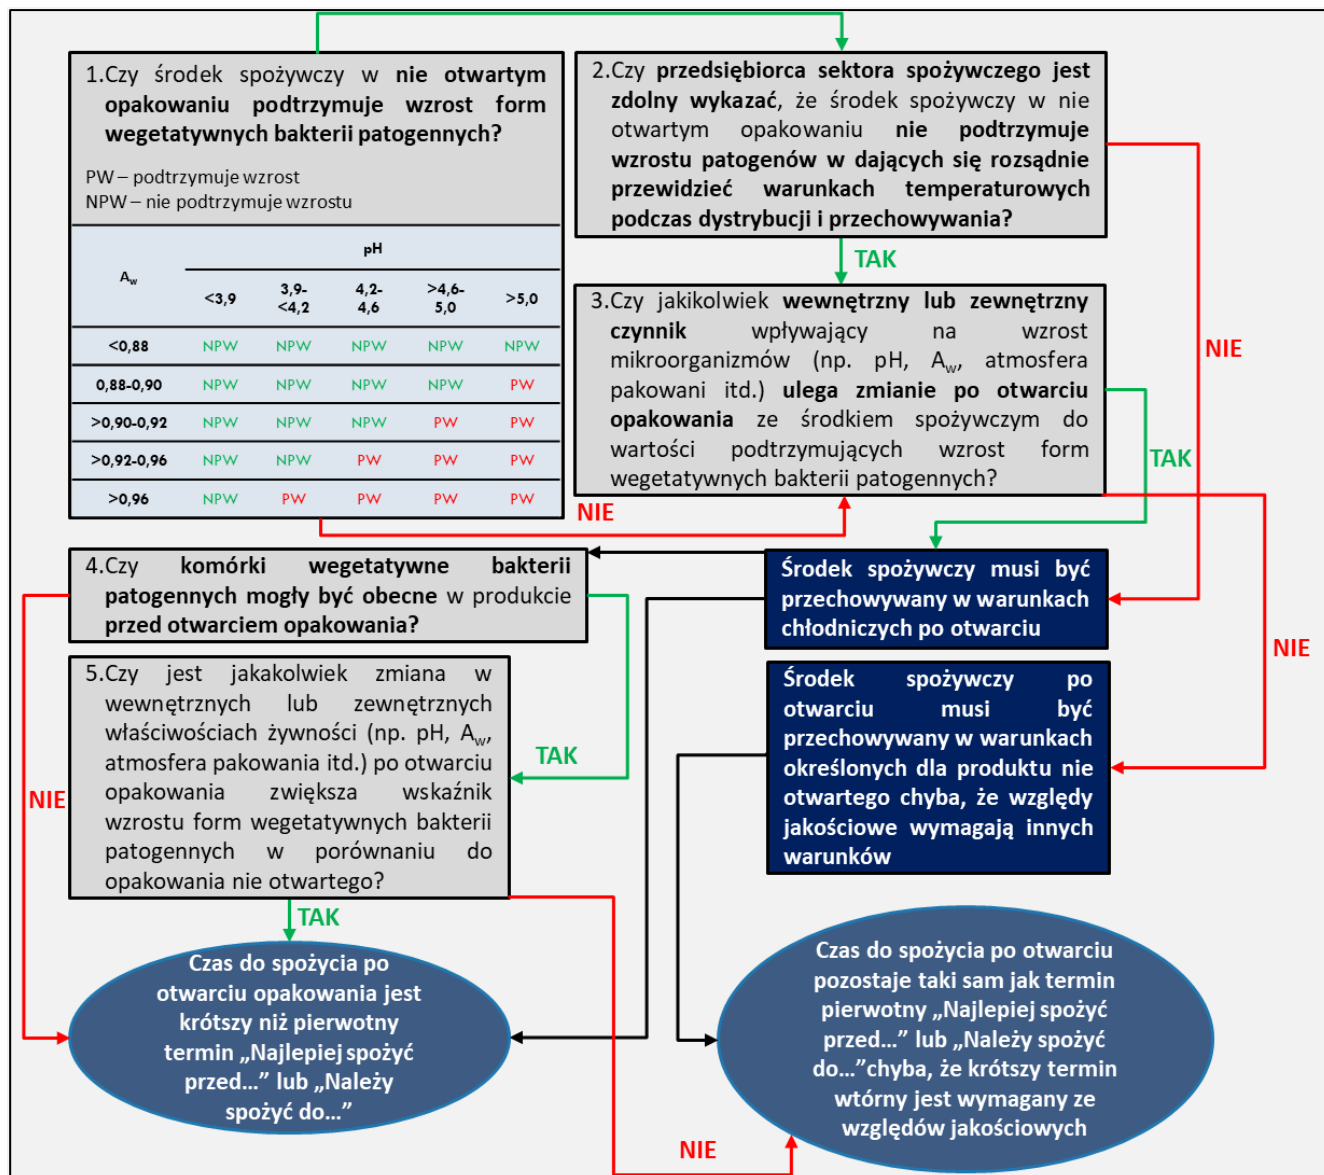 1.Czy środek spożywczy w nie otwartym
opakowaniu podtrzymuje wzrost form
wegetatywnych bakterii patogennych?
PW – podtrzymuje wzrost
NPW – nie podtrzymuje wzrostu
Aw pH
<3,9 3,9-<4,2 4,2-4,6 >4,6-5,0 >5,0
<0,88 NPW NPW NPW NPW NPW
0,88-0,90 NPW NPW NPW NPW PW
>0,90-0,92 NPW NPW NPW PW PW
>0,92-0,96 NPW NPW PW PW PW
>0,96 NPW PW PW PW PW
NIE
2.Czy przedsiębiorca sektora spożywczego jest
zdolny wykazać, że środek spożywczy w nie
otwartym opakowaniu nie podtrzymuje
wzrostu patogenów w dających się rozsądnie
przewidzieć warunkach temperaturowych
podczas dystrybucji i przechowywania?
TAK
NIE
3.Czy jakikolwiek wewnętrzny lub zewnętrzny
czynnik wpływający na wzrost
mikroorganizmów (np. pH, Aw, atmosfera
pakowani itd.) ulega zmianie po otwarciu
opakowania ze środkiem spożywczym do
wartości podtrzymujących wzrost form
wegetatywnych bakterii patogennych?
TAK
NIE
4.Czy komórki wegetatywne bakterii
patogennych mogły być obecne w produkcie
przed otwarciem opakowania?
TAK
NIE
Środek spożywczy musi być
przechowywany w warunkach
chłodniczych po otwarciu
5.Czy jest jakakolwiek zmiana w
wewnętrznych lub zewnętrznych
właściwościach żywności (np. pH, Aw,
atmosfera pakowania itd.) po otwarciu
opakowania zwiększa wskaźnik
wzrostu form wegetatywnych bakterii
patogennych w porównaniu do
opakowania nie otwartego?
TAK
NIE
Środek spożywczy po
otwarciu musi być
przechowywany w warunkach
określonych dla produktu nie
otwartego chyba, że względy
jakościowe wymagają innych
warunków
Czas do spożycia po
otwarciu opakowania jest
krótszy niż pierwotny
termin „Najlepiej spożyć
przed...” lub „Należy
spożyć do...”
Czas do spożycia po otwarciu
pozostaje taki sam jak termin
pierwotny „Najlepiej spożyć
przed...” lub „Należy spożyć
do...”chyba, że krótszy termin
wtórny jest wymagany ze
względów jakościowych